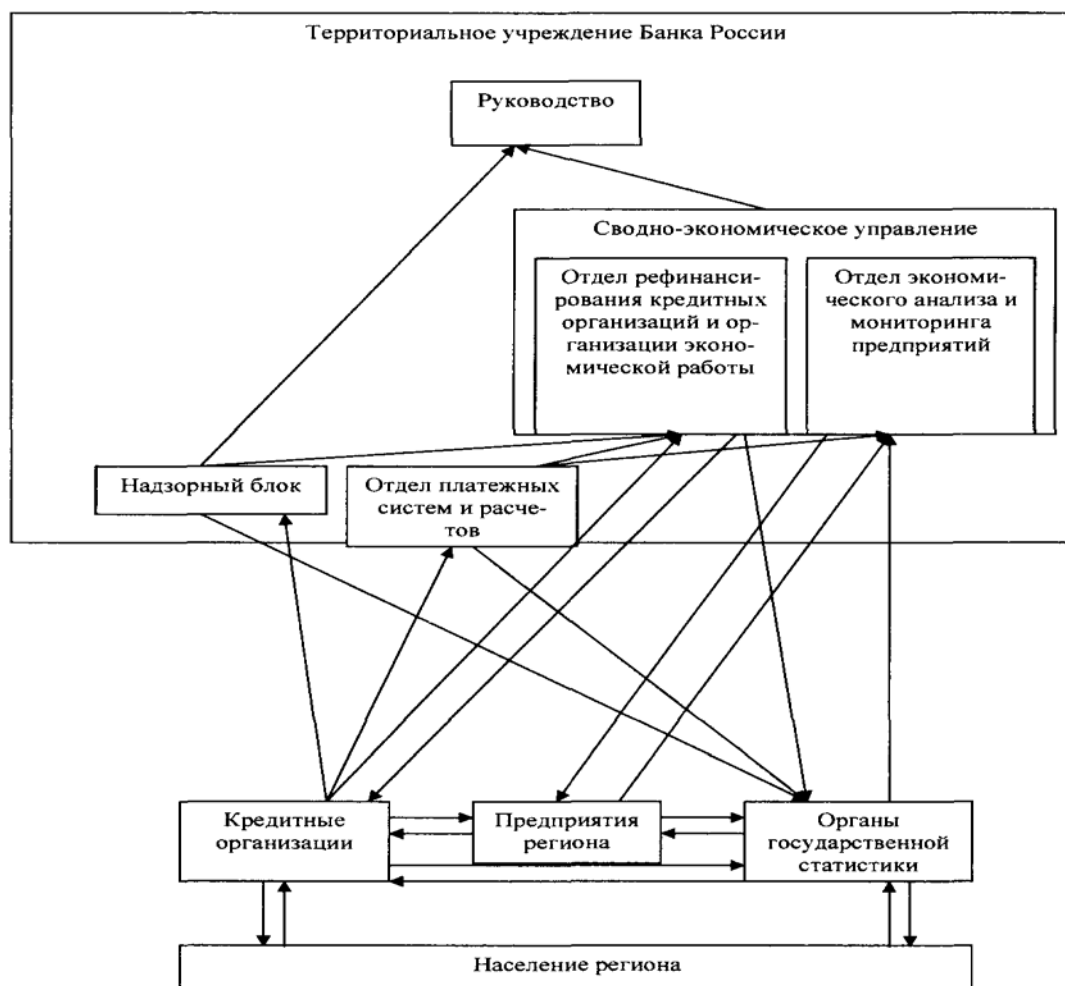 Территориальное учреждение Банка России
Руководство
Сводно-экономическое управление
Отдел рефинанси-
рования кредитных
организаций и ор-
ганизации эконо-
мической работы
Отдел экономи-
ческого анализа и
мониторинга
предприятий
Надзорный блок
Отдел платежных
систем и расче-
тов
Кредитные
организации
Предприятия
региона
Органы
государственной
статистики
Население региона